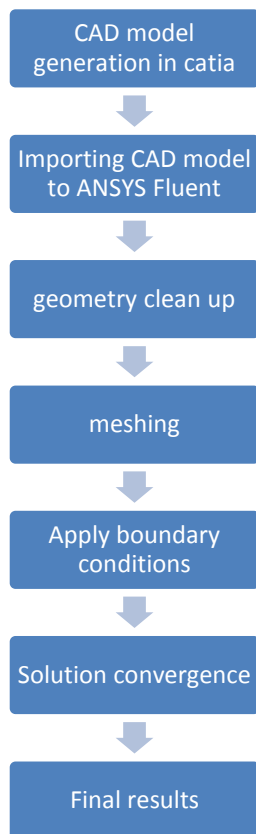 CAD model
generation in catia
Importing CAD model
to ANSYS Fluent
geometry clean up
meshing
Apply boundary
conditions
Solution convergence
Final results